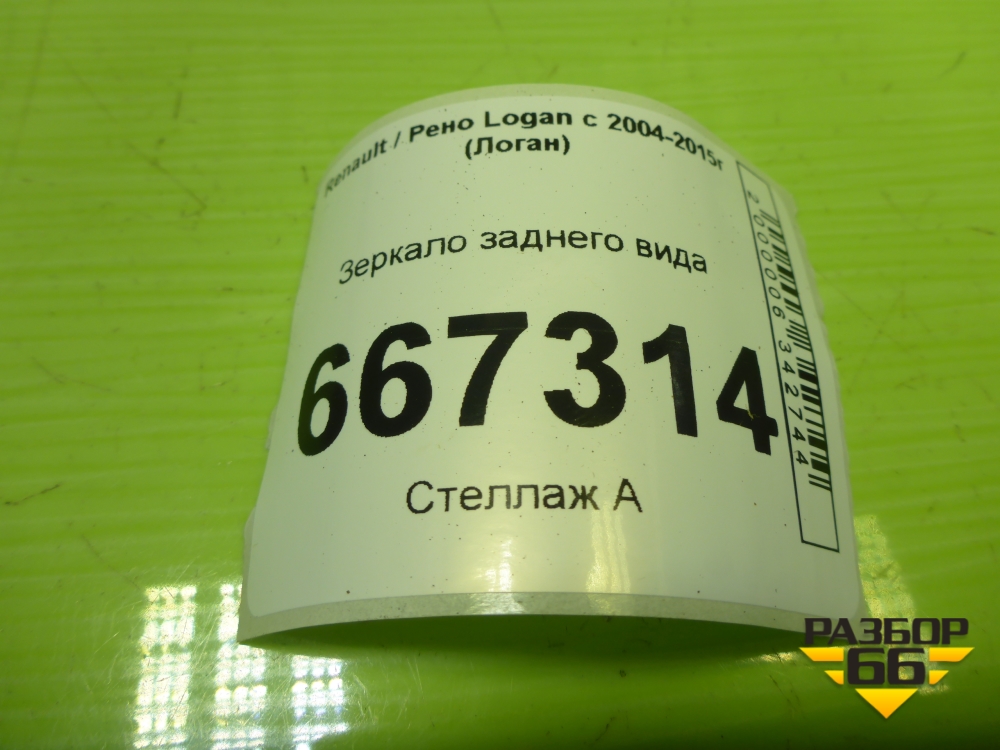 Renault / Рено Logan с 2004-2015г
(Логан)
Зеркало заднего вида
667314
Стеллаж А
2000006342744
РАЗБОР
66